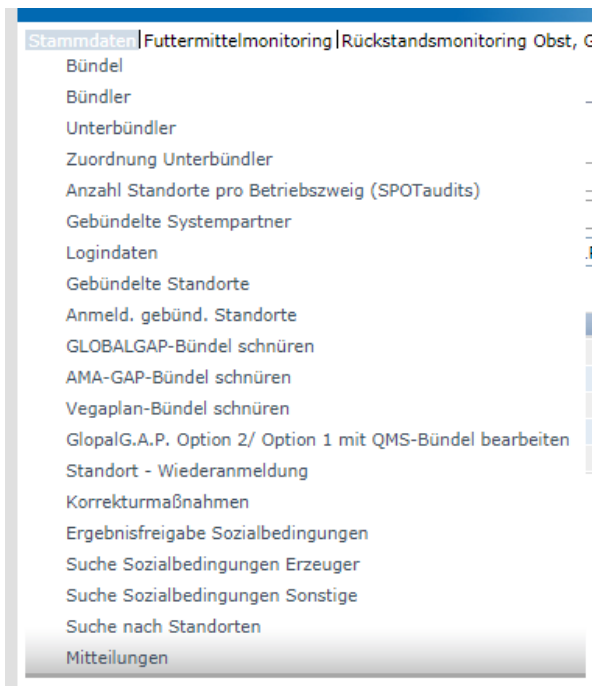 Stammdaten|Futtermittelmonitoring|Rückstandsmonitoring Obst,
Bündel
Bündler
Unterbündler
Zuordnung Unterbündler
Anzahl Standorte pro Betriebszweig (SPOTaudits)
Gebündelte Systempartner
Logindaten
Gebündelte Standorte
Anmeld. gebünd. Standorte
GLOBALGAP-Bündel schnüren
AMA-GAP-Bündel schnüren
Vegaplan-Bündel schnüren
GlopalG.A.P. Option 2/ Option 1 mit QMS-Bündel bearbeiten
Standort - Wiederanmeldung
Korrekturmaßnahmen
Ergebnisfreigabe Sozialbedingungen
Suche Sozialbedingungen Erzeuger
Suche Sozialbedingungen Sonstige
Suche nach Standorten
Mitteilungen